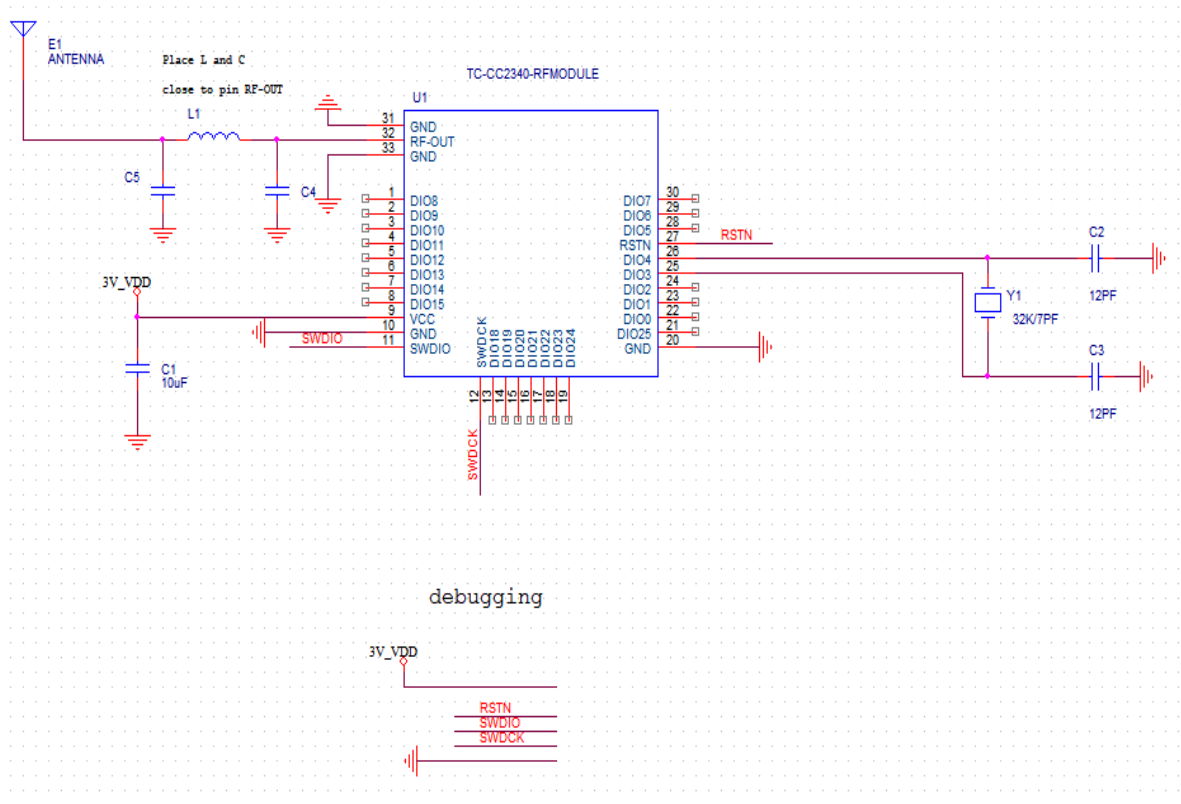 E1
ANTENNA
Place L and C
close to pin RF-OUT
L1
C5
C4
TC-CC2340-RFMODULE
U1
31 GND
32 RF-OUT
33 GND
1 DIO8
2 DIO9
3 DIO10
4 DIO11
5 DIO12
6 DIO13
7 DIO14
8 DIO15
9 VCC
10 GND
11 SWDIO
SWDIO
3V_VDD
C1
10uF
SWDCK
DIO18
DIO19
DIO20
DIO21
DIO22
DIO23
DIO24
12
13
14
15
16
17
18
19
SWDCK
DIO7 30
DIO6 29
DIO5 28
RSTN 27
DIO4 26
DIO3 25
DIO2 24
DIO1 23
DIO0 22
DIO25 21
GND 20
RSTN
C2
12PF
Y1
32K/7PF
C3
12PF
debugging
3V_VDD
RSTN
SWDIO
SWDCK